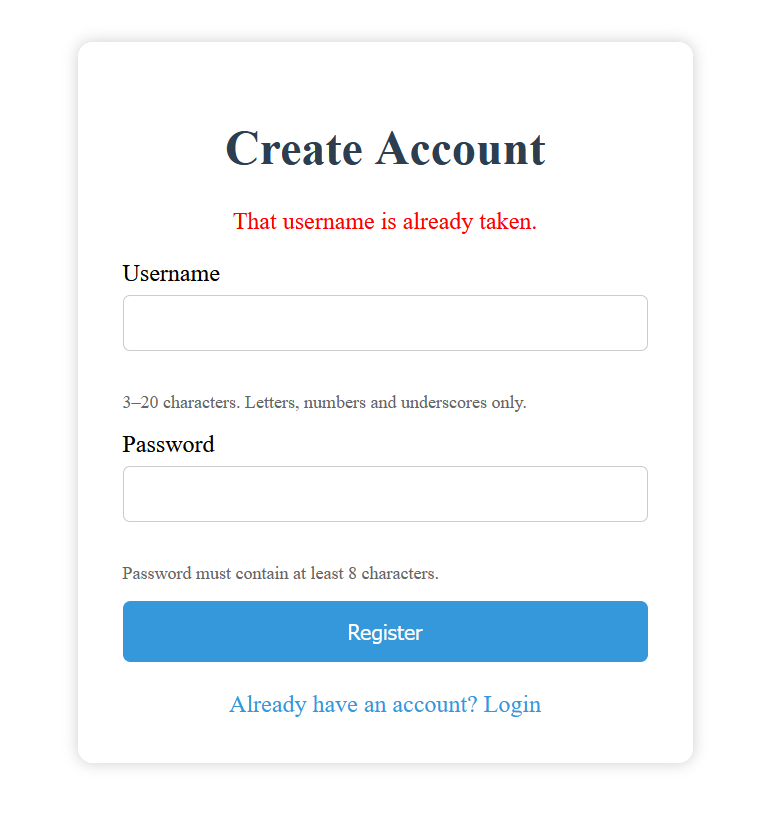 Create Account
That username is already taken.
Username
3–20 characters. Letters, numbers and underscores only.
Password
Password must contain at least 8 characters.
Register
Already have an account? Login